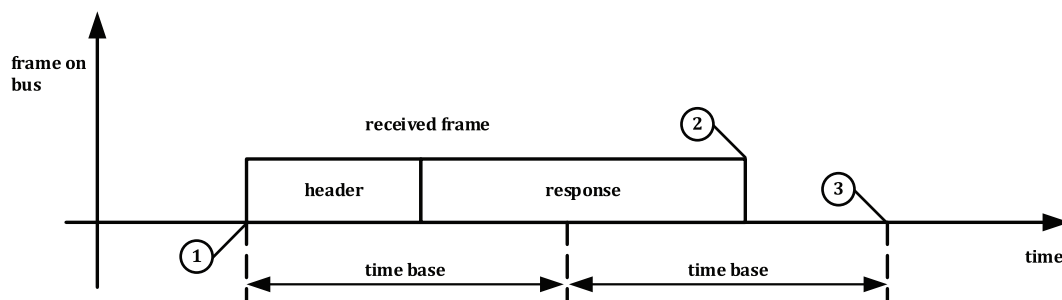 frame on
bus
received frame
2
header
response
3
1
time
time base
time base